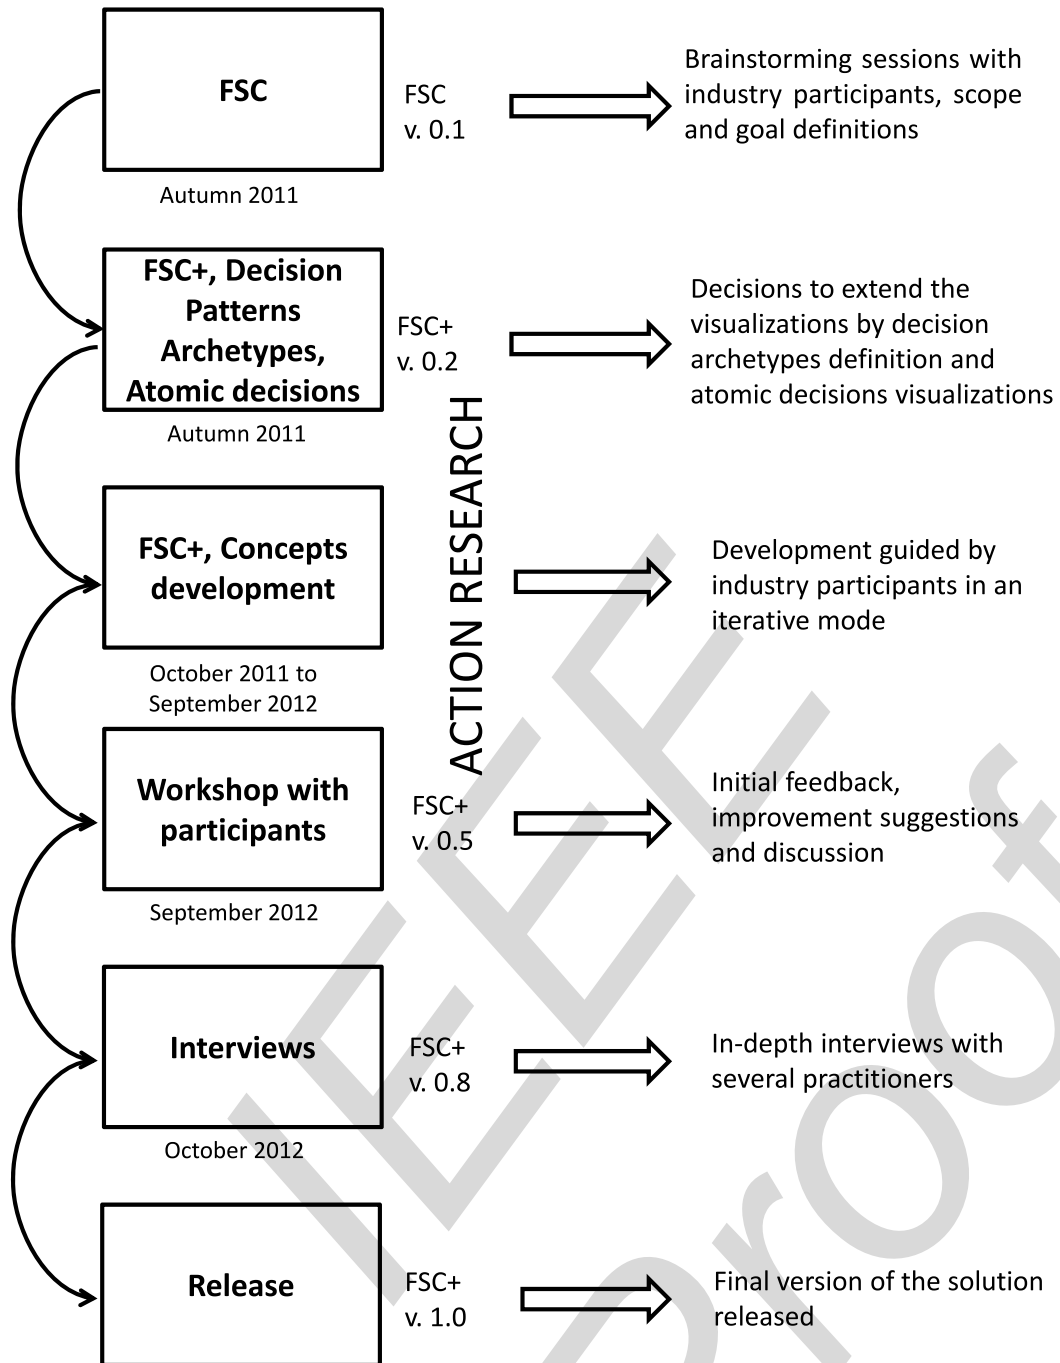 FSC
FSC
v. 0.1
Brainstorming sessions with
industry participants, scope
and goal definitions
Autumn 2011
FSC+, Decision
Patterns
Archetypes,
Atomic decisions
FSC+
v. 0.2
Decisions to extend the
visualizations by decision
archetypes definition and
atomic decisions visualizations
Autumn 2011
ACTION RESEARCH
FSC+, Concepts
development
Development guided by
industry participants in an
iterative mode
October 2011 to
September 2012
Workshop with
participants
FSC+
v. 0.5
Initial feedback,
improvement suggestions
and discussion
September 2012
Interviews
FSC+
v. 0.8
In-depth interviews with
several practitioners
October 2012
Release
FSC+
v. 1.0
Final version of the solution
released
IEEE
Proof